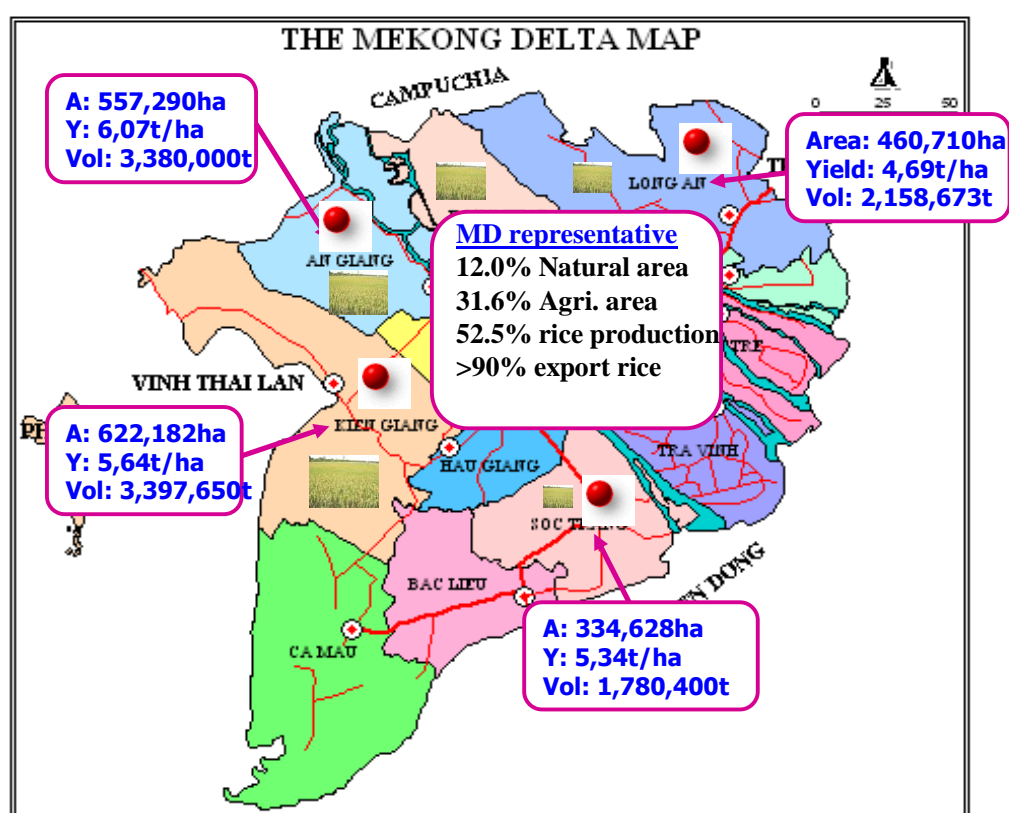 THE MEKONG DELTA MAP
CAMPUCHIA
0 25 50
A: 557,290ha
Y: 6,07t/ha
Vol: 3,380,000t
Area: 460,710ha
Yield: 4,69t/ha
Vol: 2,158,673t
LONG AN
AN GIANG
MD representative
12.0% Natural area
31.6% Agri. area
52.5% rice production
>90% export rice
TRE
VINH THAI LAN
A: 622,182ha
Y: 5,64t/ha
Vol: 3,397,650t
KIEN GIANG
HAU GIANG
TRA VINH
BAC LIEU
DONG
A: 334,628ha
Y: 5,34t/ha
Vol: 1,780,400t
CA MAU